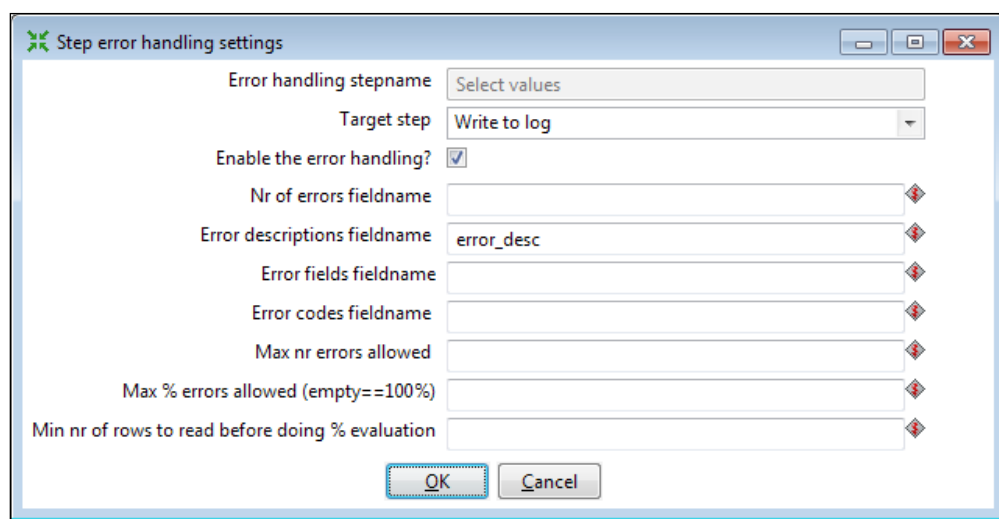 Step error handling settings
Error handling stepname Select values
Target step Write to log
Enable the error handling?
Nr of errors fieldname
Error descriptions fieldname error_desc
Error fields fieldname
Error codes fieldname
Max nr errors allowed
Max % errors allowed (empty==100%)
Min nr of rows to read before doing % evaluation
OK Cancel